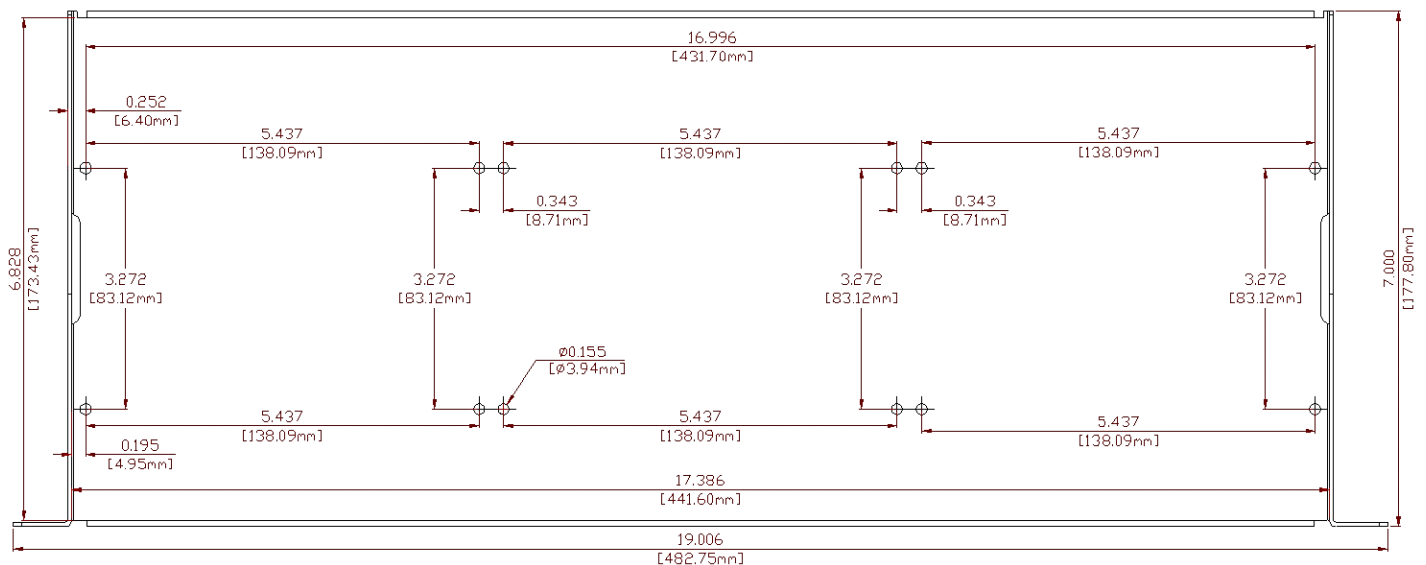 16.996
[431.70mm]
0.252
[6.40mm]
5.437
[138.09mm]
5.437
[138.09mm]
5.437
[138.09mm]
0.343
[8.71mm]
0.343
[8.71mm]
6.828
[173.43mm]
3.272
[83.12mm]
3.272
[83.12mm]
3.272
[83.12mm]
3.272
[83.12mm]
7.000
[177.80mm]
ø0.155
[ø3.94mm]
5.437
[138.09mm]
5.437
[138.09mm]
5.437
[138.09mm]
0.195
[4.95mm]
17.386
[441.60mm]
19.006
[482.75mm]